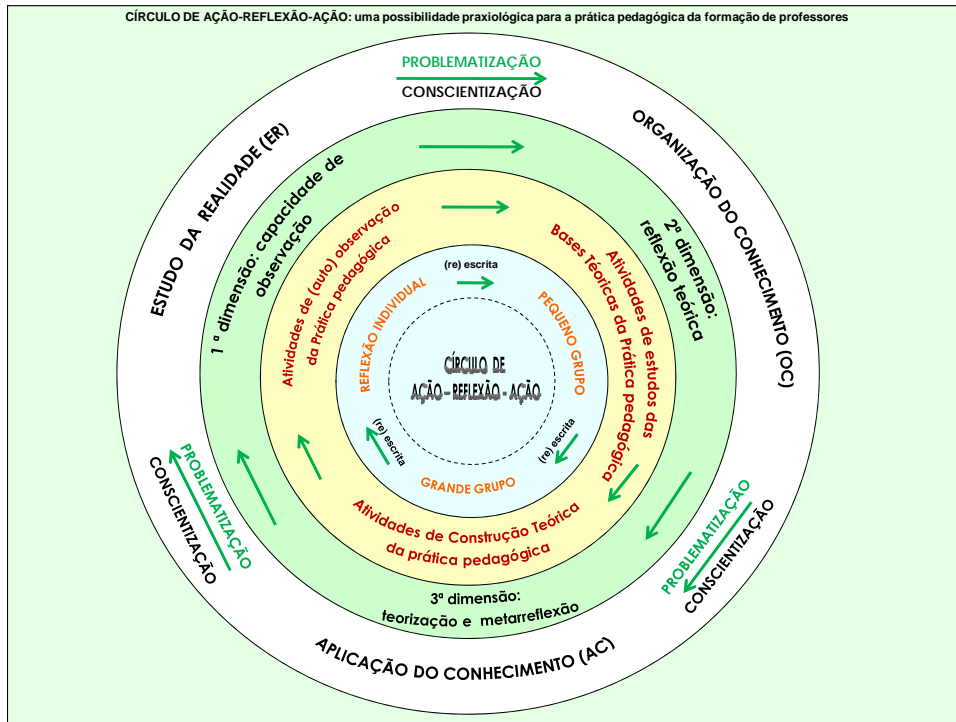 CÍRCULO DE AÇÃO-REFLEXÃO-AÇÃO: uma possibilidade praxiológica para a prática pedagógica da formação de professores
PROBLEMATIZAÇÃO
CONSCIENTIZAÇÃO
ESTUDO DA REALIDADE (ER)
ORGANIZAÇÃO DO CONHECIMENTO (OC)
1ª dimensão: capacidade de
observação
2ª dimensão:
reflexão teórica
Atividades de (auto) observação
da Prática pedagógica
Atividades de estudos das
Bases Teóricas da Prática pedagógica
(re) escrita
REFLEXÃO INDIVIDUAL
PEQUENO GRUPO
CÍRCULO DE
AÇÃO – REFLEXÃO - AÇÃO
(re) escrita
(re) escrita
GRANDE GRUPO
Atividades de Construção Teórica
da prática pedagógica
PROBLEMATIZAÇÃO
CONSCIENTIZAÇÃO
PROBLEMATIZAÇÃO
CONSCIENTIZAÇÃO
3ª dimensão:
teorização e metarreflexão
APLICAÇÃO DO CONHECIMENTO (AC)